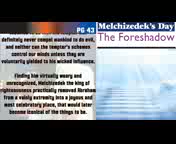 PG 43
definitely never compel mankind to do evil,
and neither can the tempter's schemes
control our minds unless they
are voluntarily yielded to his wicked influence.
Finding him virtually weary and
unrecognized, Melchizedek the king of
righteousness practically removed Abraham
from a vainly extremity into a joyous and
most celebratory place, that would later
become iconical of the things to be.
Melchizedek's Day
The Foreshadow